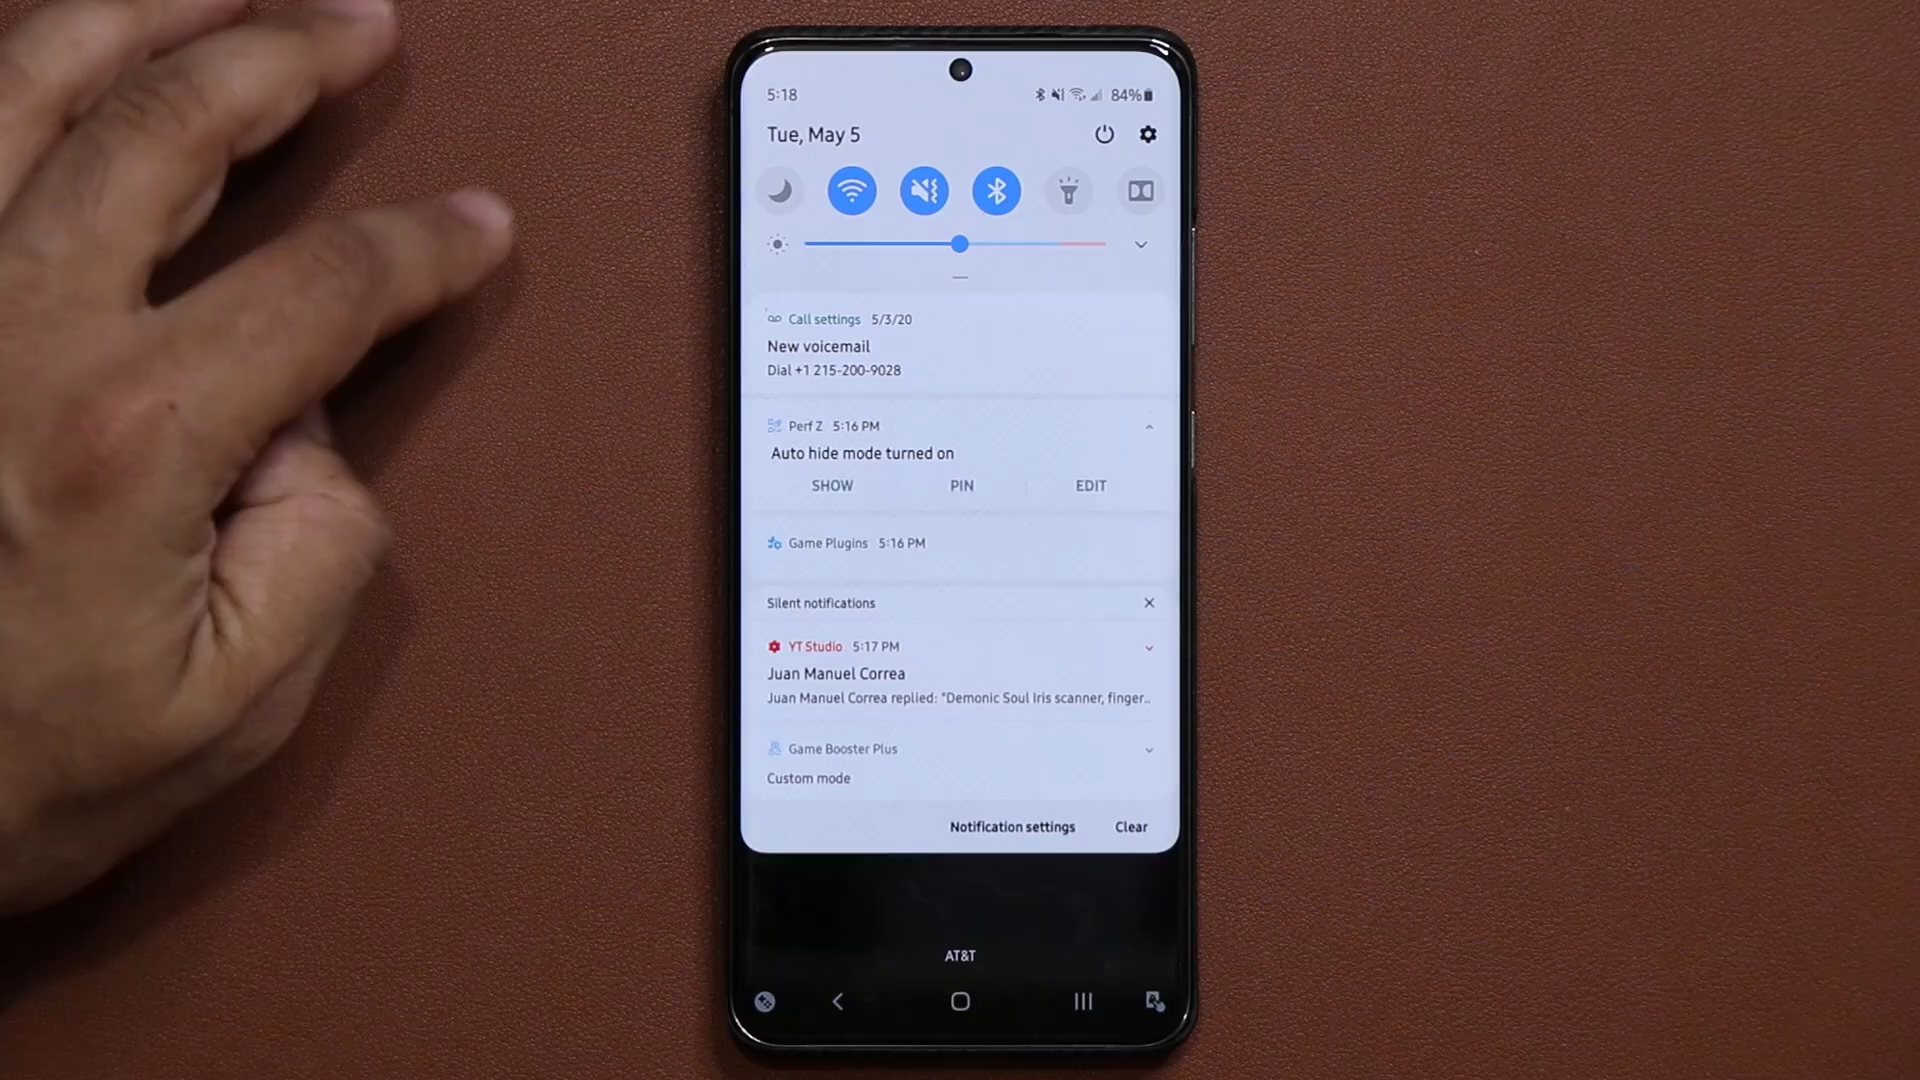 5:18
84%
Tue, May 5
Call settings 5/3/20
New voicemail
Dial +1 215-200-9028
Perf Z 5:16 PM
Auto hide mode turned on
SHOW PIN EDIT
Game Plugins 5:16 PM
Silent notifications
YT Studio 5:17 PM
Juan Manuel Correa
Juan Manuel Correa replied: "Demonic Soul Iris scanner, finger..
Game Booster Plus
Custom mode
Notification settings Clear
AT&T